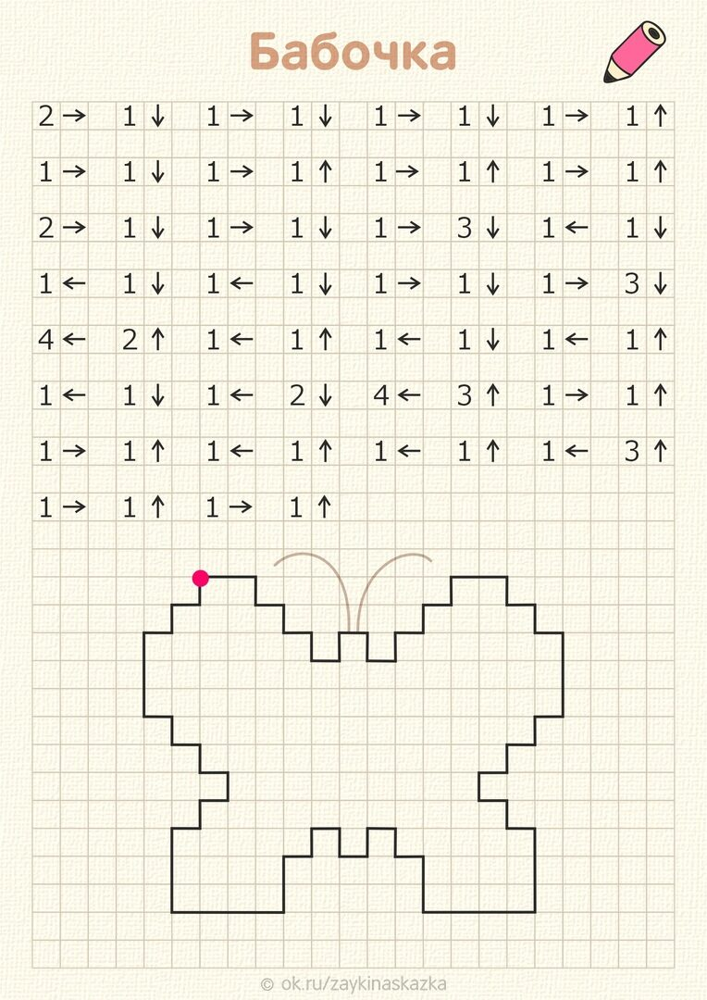 Бабочка
2→ 1↓ 1→ 1↓ 1→ 1↓ 1→ 1↑
1→ 1↓ 1→ 1↑ 1→ 1↑ 1→ 1↑
2→ 1↓ 1→ 1↓ 1→ 3↓ 1← 1↓
1← 1↓ 1← 1↓ 1→ 1↓ 1→ 3↓
4← 2↑ 1← 1↑ 1← 1↓ 1← 1↑
1← 1↓ 1← 2↓ 4← 3↑ 1→ 1↑
1→ 1↑ 1← 1↑ 1← 1↑ 1← 3↑
1→ 1↑ 1→ 1↑
© ok.ru/zaykinaskazka